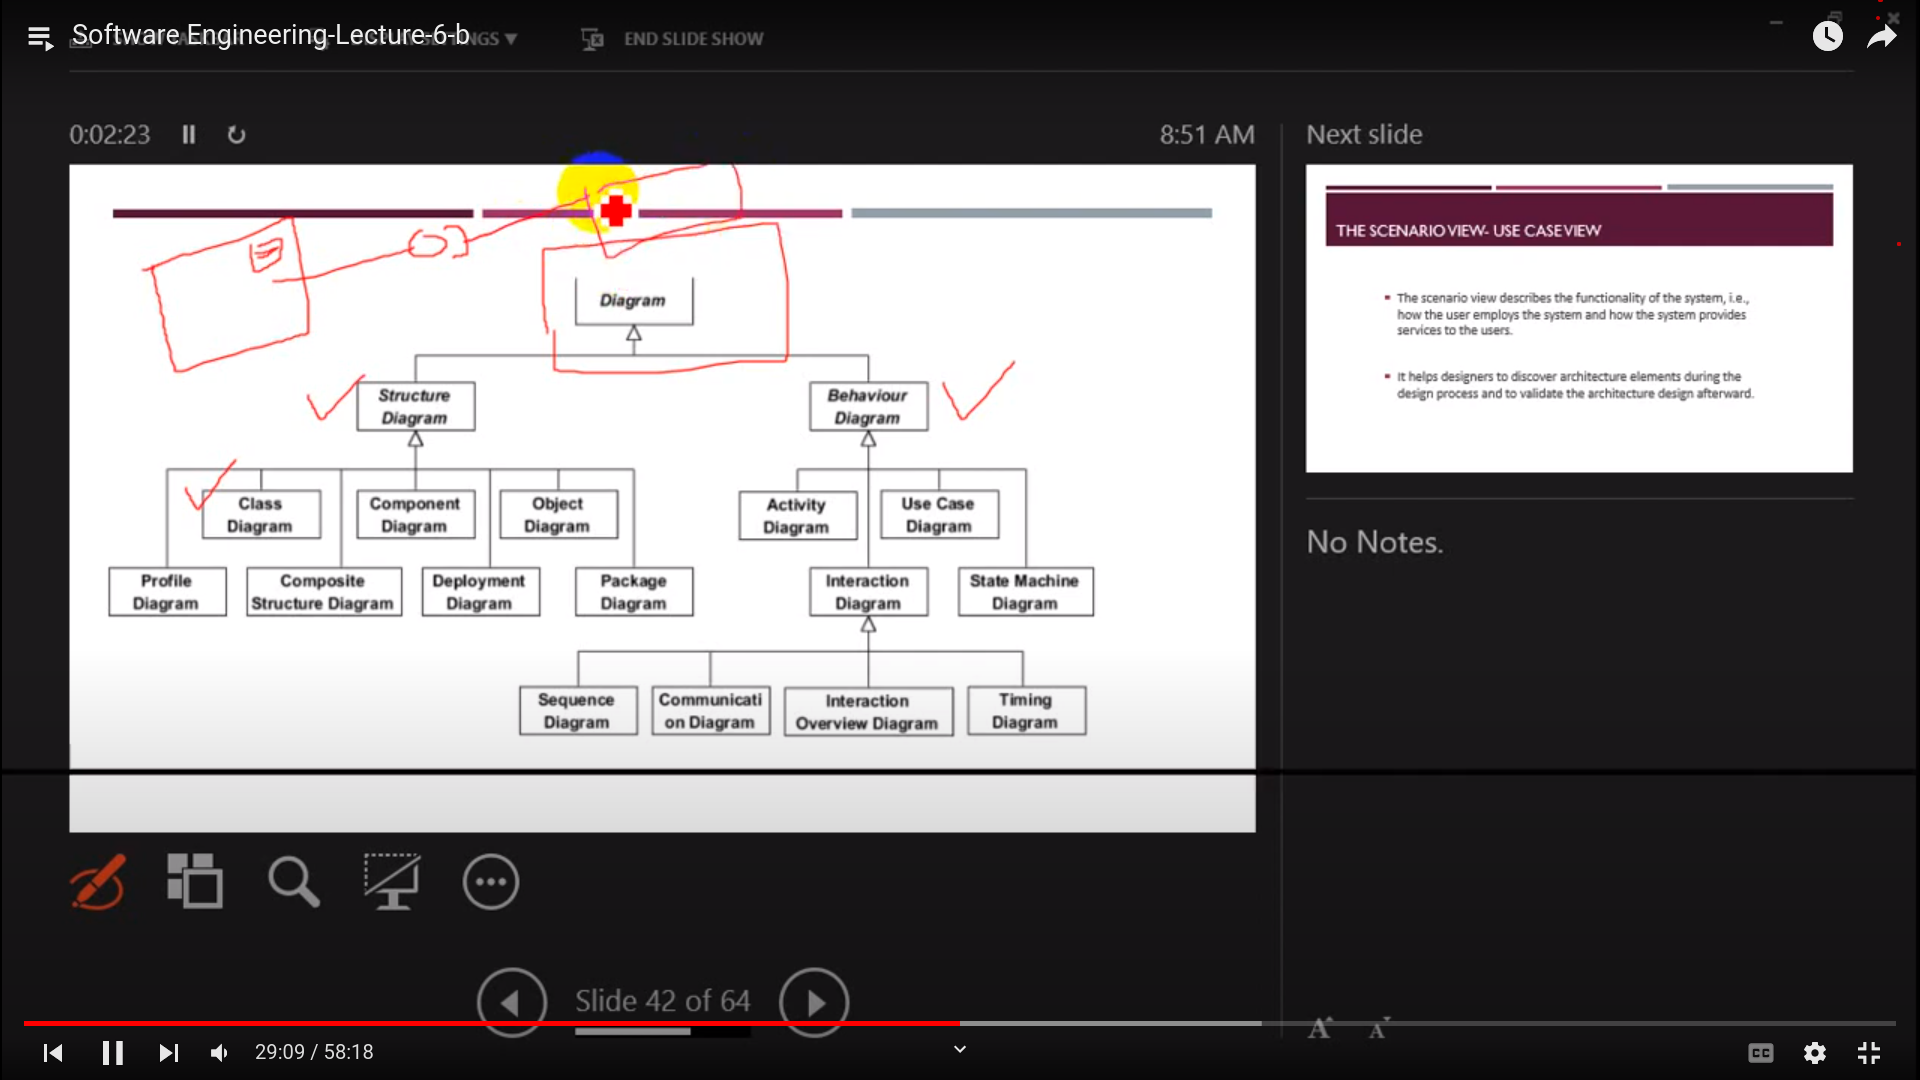 Software Engineering-Lecture-6-b
END SLIDE SHOW
0:02:23
8:51 AM
Next slide
Diagram
Structure
Diagram
Behaviour
Diagram
Class
Diagram
Component
Diagram
Object
Diagram
Activity
Diagram
Use Case
Diagram
Profile
Diagram
Composite
Structure Diagram
Deployment
Diagram
Package
Diagram
Interaction
Diagram
State Machine
Diagram
Sequence
Diagram
Communicati
on Diagram
Interaction
Overview Diagram
Timing
Diagram
THE SCENARIO VIEW- USE CASE VIEW
The scenario view describes the functionality of the system, i.e.,
how the user employs the system and how the system provides
services to the users.
It helps designers to discover architecture elements during the
design process and to validate the architecture design afterward.
No Notes.
Slide 42 of 64
A A
29:09 / 58:18
CC